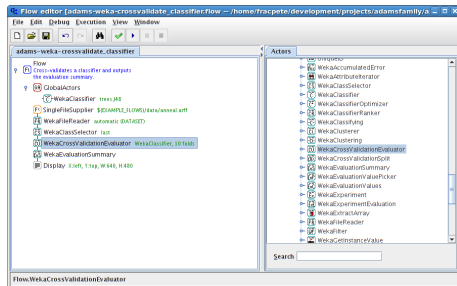 Flow Editor [adams-weka-crossvalidate_classifier.flow — /home/fracpete/development/projects/adamsfamily/a
File Edit Debug Execution View Window
adams-weka-crossvalidate_classifier
Flow
Cross-validates a classifier and outputs
the evaluation summary.
GlobalActors
WekaClassifier trees.J48
SingleFileSupplier ${EXAMPLE_FLOWS}/data/anneal.arff
WekaFileReader automatic (DATASET)
WekaClassSelector last
WekaCrossValidationEvaluator WekaClassifier, 10 folds
WekaEvaluationSummary
Display X:left, Y:top, W:640, H:480
Actors
WekaAccumulatedError
WekaAttributeIterator
WekaClassSelector
WekaClassifier
WekaClassifierOptimizer
WekaClassifierRanker
WekaClassifying
WekaClusterer
WekaClustering
WekaCrossValidationEvaluator
WekaCrossValidationSplit
WekaEvaluationSummary
WekaEvaluationValuePicker
WekaEvaluationValues
WekaExperiment
WekaExperimentEvaluation
WekaExtractArray
WekaFileReader
WekaFilter
WekaGetInstanceValue
Search
Flow.WekaCrossValidationEvaluator